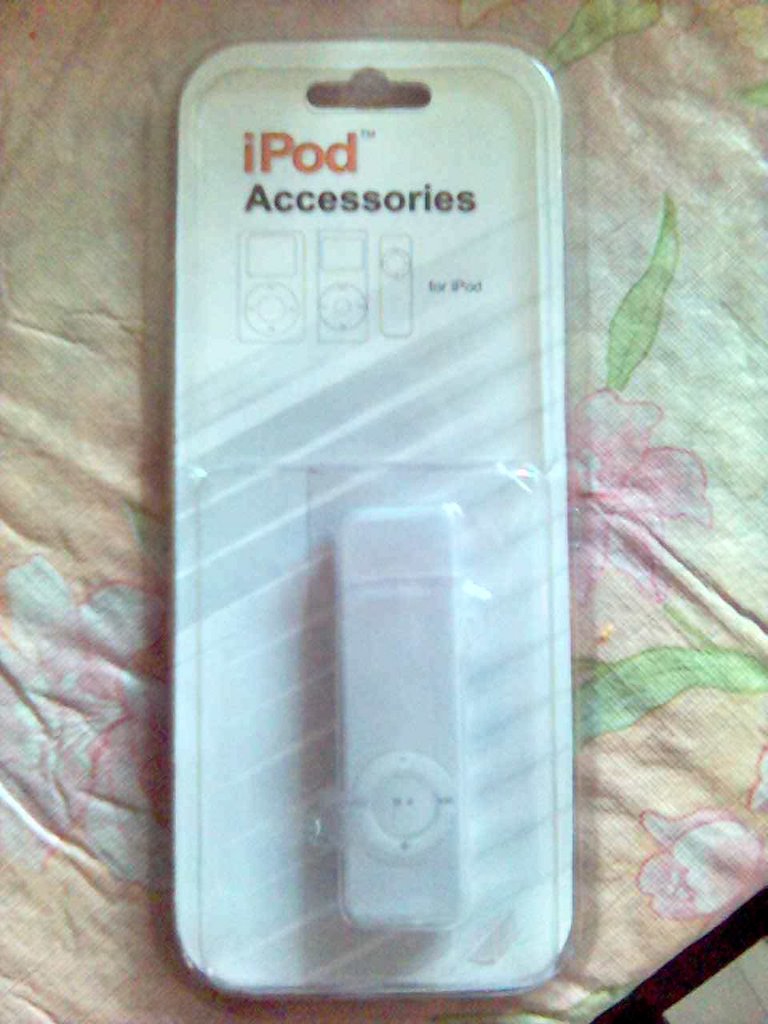 iPod™
Accessories
for iPod